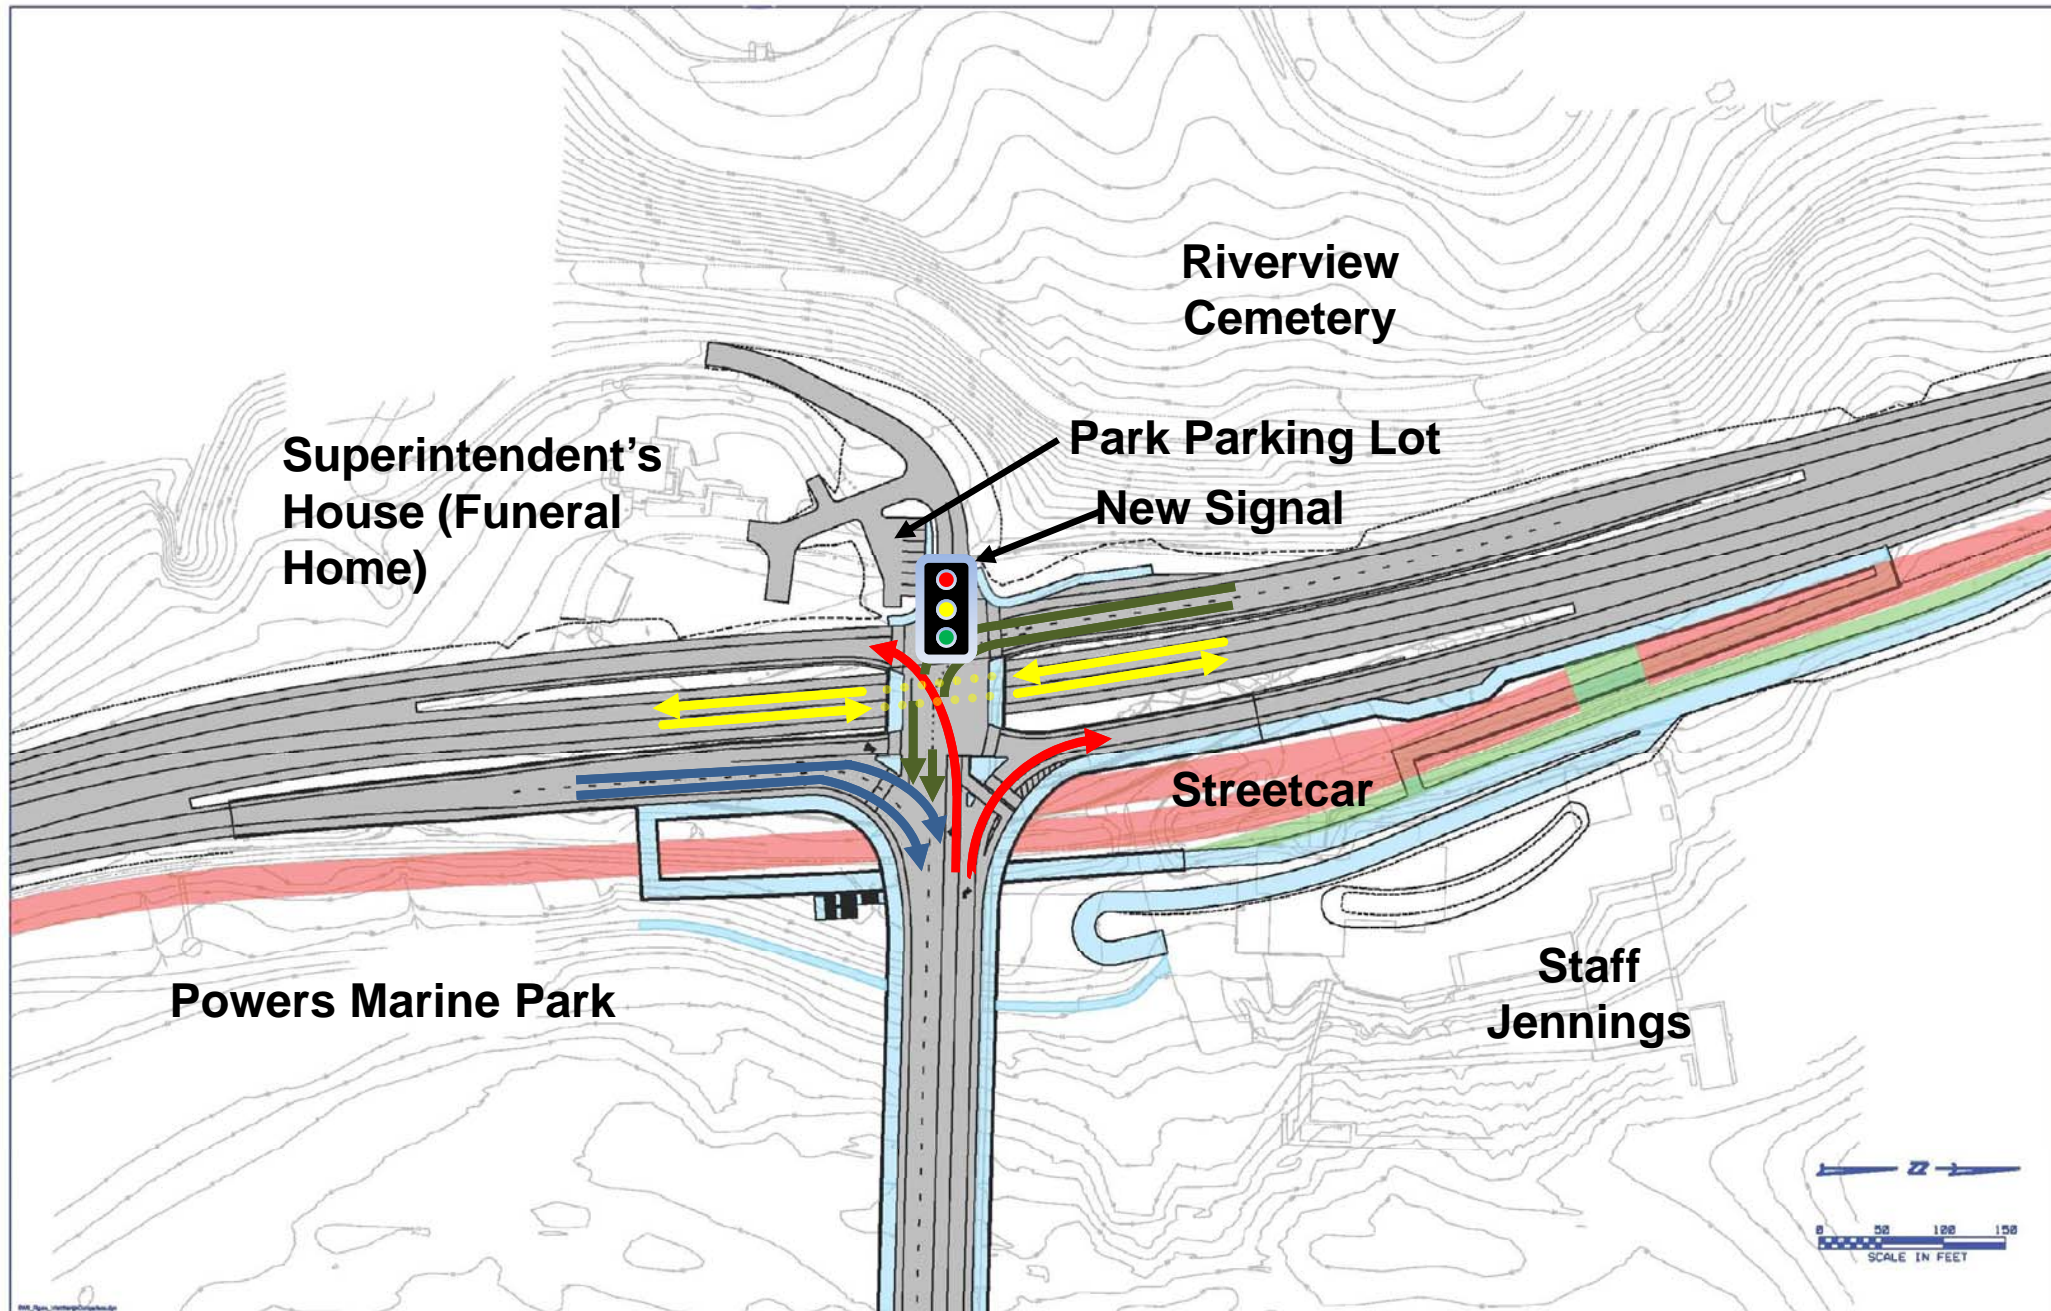 Riverview
Cemetery
Superintendent's
House (Funeral
Home)
Park Parking Lot
New Signal
Streetcar
Powers Marine Park
Staff
Jennings
0 50 100 150
SCALE IN FEET